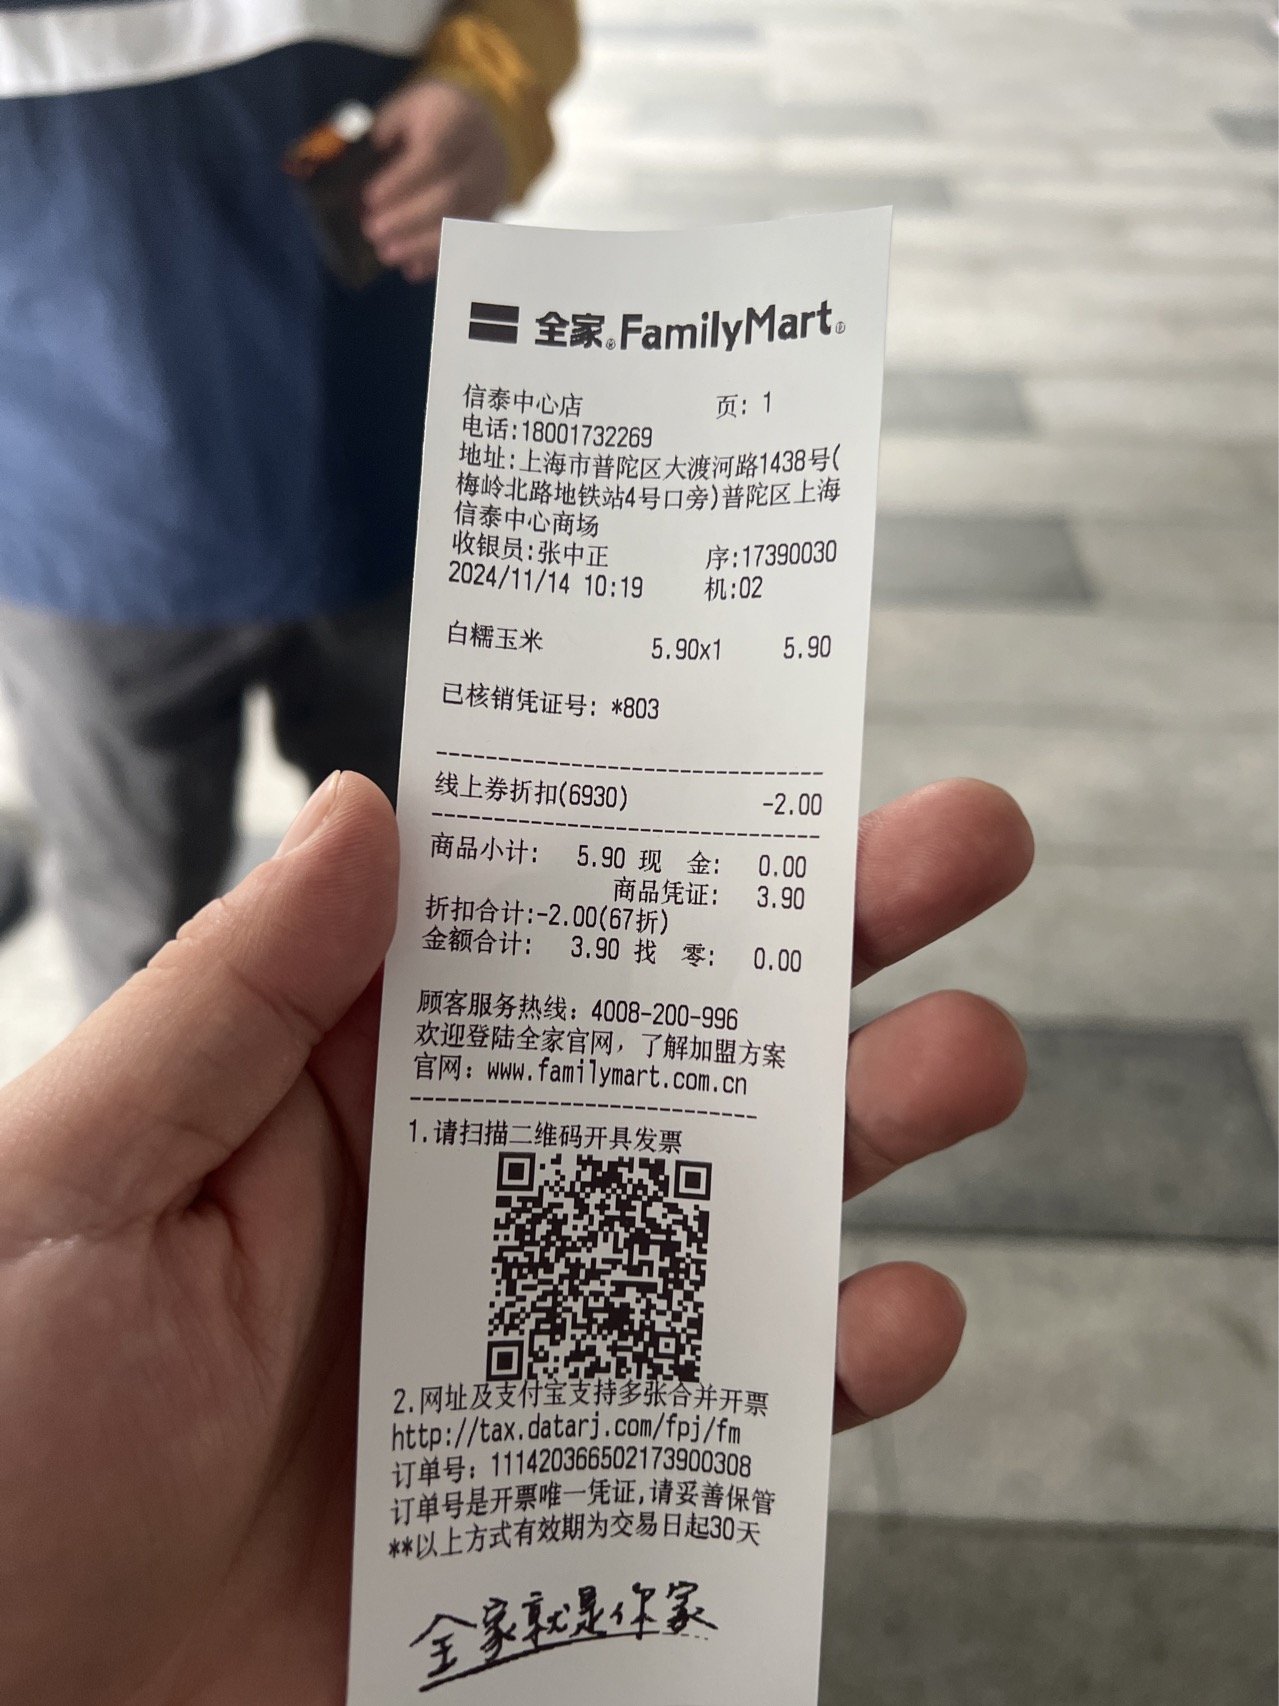 全家 FamilyMart
信泰中心店 页: 1
电话:18001732269
地址:上海市普陀区大渡河路1438号(
梅岭北路地铁站4号口旁)普陀区上海
信泰中心商场
收银员:张中正 序:17390030
2024/11/14 10:19 机:02
白糯玉米 5.90x1 5.90
已核销凭证号: *803
线上券折扣(6930) -2.00
商品小计: 5.90 现 金: 0.00
商品凭证: 3.90
折扣合计:-2.00(67折)
金额合计: 3.90 找 零: 0.00
顾客服务热线: 4008-200-996
欢迎登陆全家官网，了解加盟方案
官网: www.familymart.com.cn
1.请扫描二维码开具发票
2.网址及支付宝支持多张合并开票
http://tax.datarj.com/fpj/fm
订单号: 111420366502173900308
订单号是开票唯一凭证,请妥善保管
**以上方式有效期为交易日起30天
全家就是你家